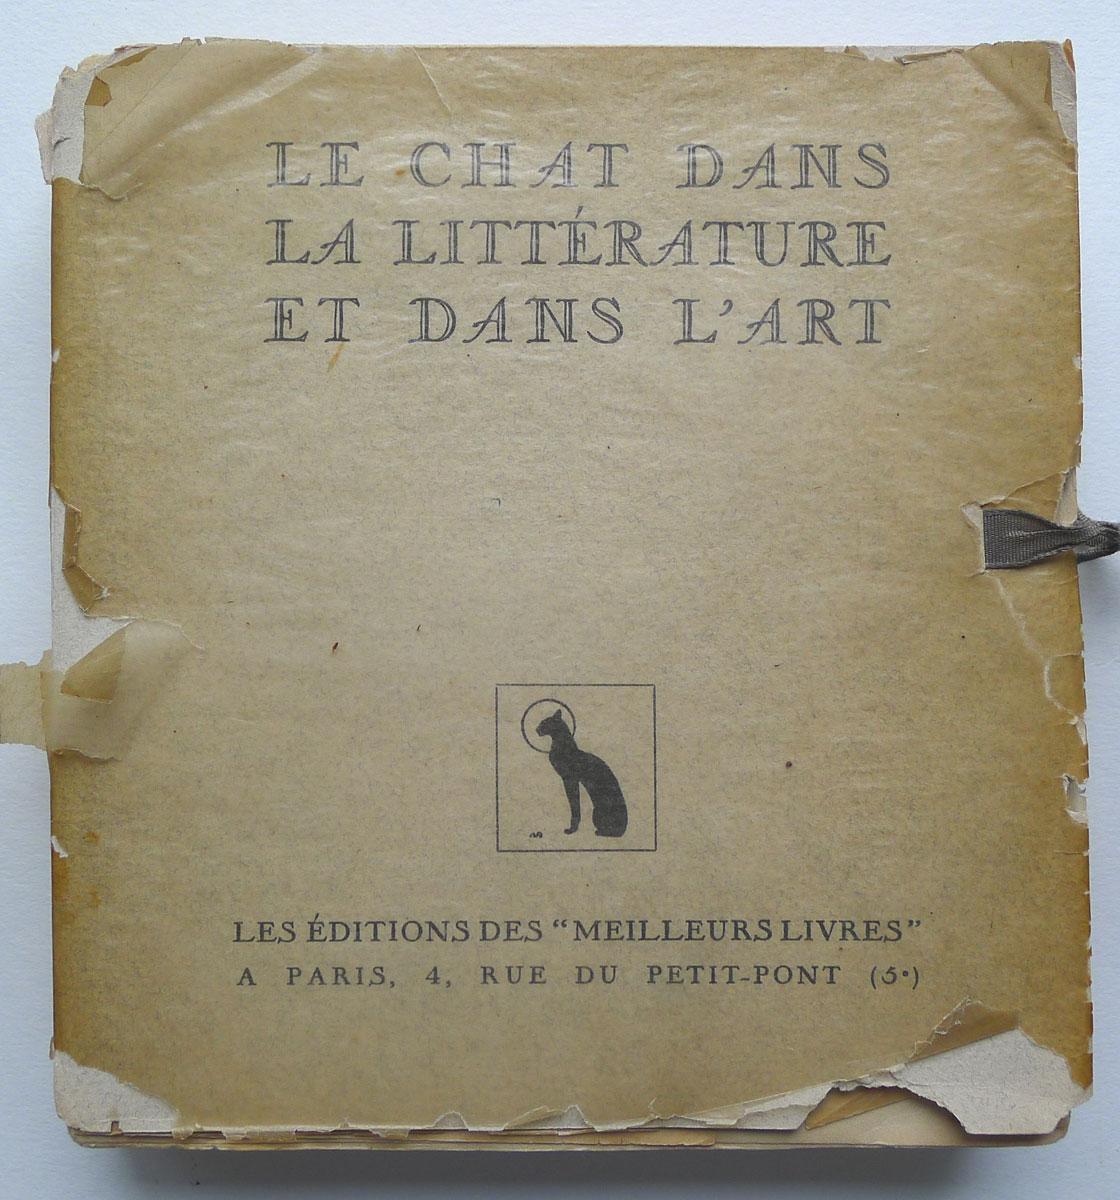 LE CHAT DANS
LA LITTÉRATURE
ET DANS L'ART
LES ÉDITIONS DES "MEILLEURS LIVRES"
A PARIS, 4, RUE DU PETIT-PONT (5e)